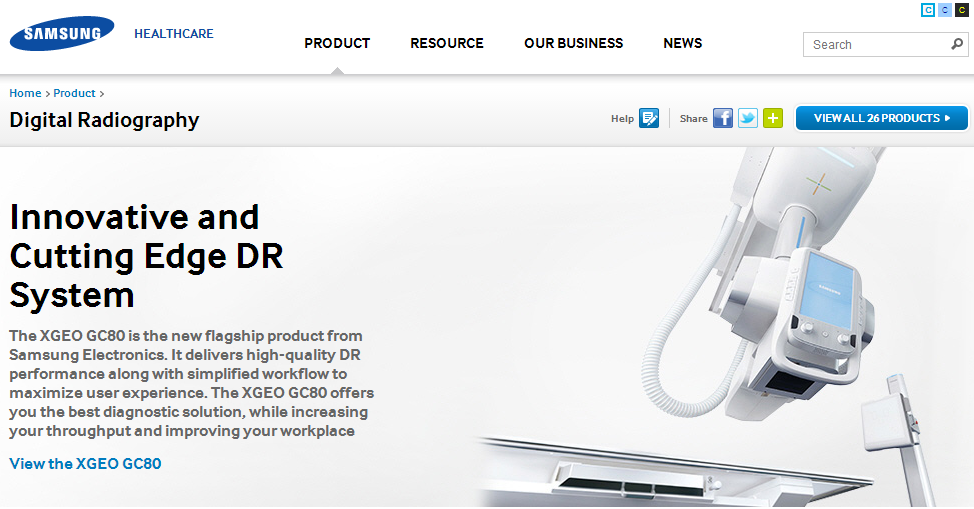 C C C
SAMSUNG HEALTHCARE
PRODUCT RESOURCE OUR BUSINESS NEWS
Search
Home > Product >
Digital Radiography
Help Share f + VIEW ALL 26 PRODUCTS
Innovative and
Cutting Edge DR
System
The XGEO GC80 is the new flagship product from
Samsung Electronics. It delivers high-quality DR
performance along with simplified workflow to
maximize user experience. The XGEO GC80 offers
you the best diagnostic solution, while increasing
your throughput and improving your workplace
View the XGEO GC80
SAMSUNG